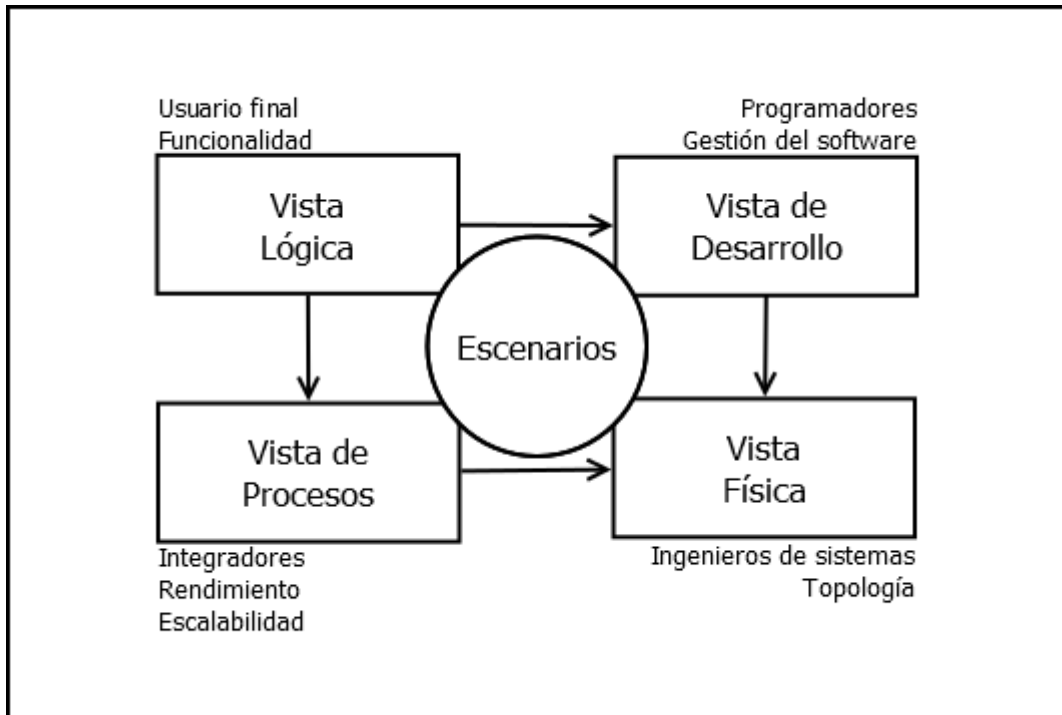 Usuario final
Funcionalidad
Vista
Lógica
Programadores
Gestión del software
Vista de
Desarrollo
Escenarios
Vista de
Procesos
Integradores
Rendimiento
Escalabilidad
Vista
Física
Ingenieros de sistemas
Topología